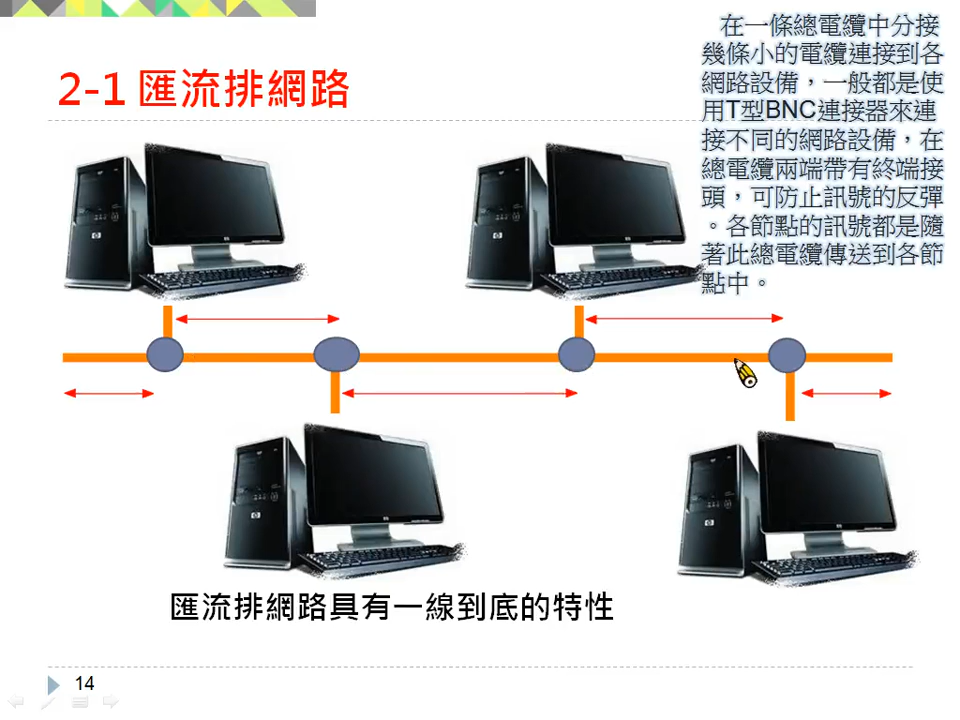 2-1 匯流排網路
在一條總電纜中分接
幾條小的電纜連接到各
網路設備，一般都是使
用T型BNC連接器來連
接不同的網路設備，在
總電纜兩端帶有終端接
頭，可防止訊號的反彈
。各節點的訊號都是隨
著此總電纜傳送到各節
點中。
匯流排網路具有一線到底的特性
14